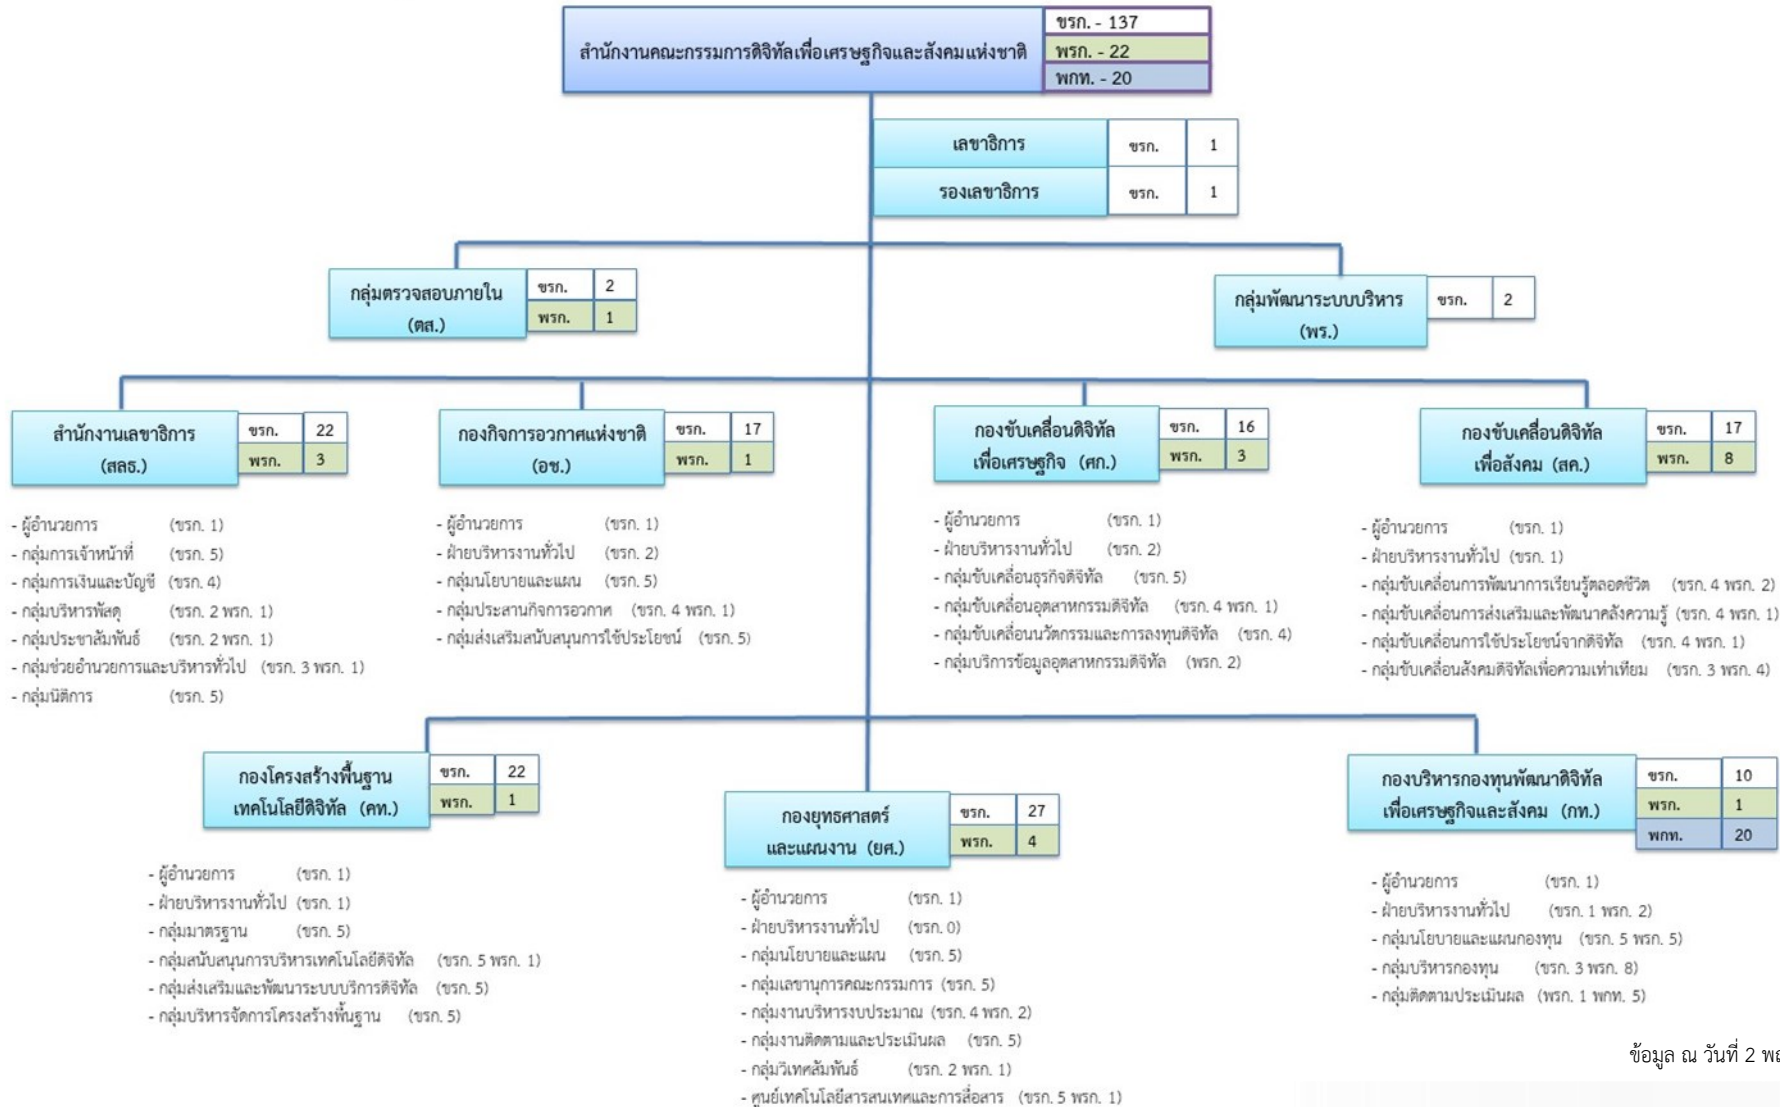 สำนักงานคณะกรรมการดิจิทัลเพื่อเศรษฐกิจและสังคมแห่งชาติ
ขรก. - 137
พรก. - 22
พกท. - 20
เลขาธิการ ขรก. 1
รองเลขาธิการ ขรก. 1
กลุ่มตรวจสอบภายใน
(ตส.)
ขรก. 2
พรก. 1
กลุ่มพัฒนาระบบบริหาร
(พร.)
ขรก. 2
สำนักงานเลขาธิการ
(สลธ.)
ขรก. 22
พรก. 3
- ผู้อำนวยการ (ขรก. 1)
- กลุ่มการเจ้าหน้าที่ (ขรก. 5)
- กลุ่มการเงินและบัญชี (ขรก. 4)
- กลุ่มบริหารพัสดุ (ขรก. 2 พรก. 1)
- กลุ่มประชาสัมพันธ์ (ขรก. 2 พรก. 1)
- กลุ่มช่วยอำนวยการและบริหารทั่วไป (ขรก. 3 พรก. 1)
- กลุ่มนิติการ (ขรก. 5)
กองกิจการอวกาศแห่งชาติ
(อช.)
ขรก. 17
พรก. 1
- ผู้อำนวยการ (ขรก. 1)
- ฝ่ายบริหารงานทั่วไป (ขรก. 2)
- กลุ่มนโยบายและแผน (ขรก. 5)
- กลุ่มประสานกิจการอวกาศ (ขรก. 4 พรก. 1)
- กลุ่มส่งเสริมสนับสนุนการใช้ประโยชน์ (ขรก. 5)
กองขับเคลื่อนดิจิทัล
เพื่อเศรษฐกิจ (ศก.)
ขรก. 16
พรก. 3
- ผู้อำนวยการ (ขรก. 1)
- ฝ่ายบริหารงานทั่วไป (ขรก. 2)
- กลุ่มขับเคลื่อนธุรกิจดิจิทัล (ขรก. 5)
- กลุ่มขับเคลื่อนอุตสาหกรรมดิจิทัล (ขรก. 4 พรก. 1)
- กลุ่มขับเคลื่อนนวัตกรรมและการลงทุนดิจิทัล (ขรก. 4)
- กลุ่มบริการข้อมูลอุตสาหกรรมดิจิทัล (พรก. 2)
กองขับเคลื่อนดิจิทัล
เพื่อสังคม (สค.)
ขรก. 17
พรก. 8
- ผู้อำนวยการ (ขรก. 1)
- ฝ่ายบริหารงานทั่วไป (ขรก. 1)
- กลุ่มขับเคลื่อนการพัฒนาการเรียนรู้ตลอดชีวิต (ขรก. 4 พรก. 2)
- กลุ่มขับเคลื่อนการส่งเสริมและพัฒนาคลังความรู้ (ขรก. 4 พรก. 1)
- กลุ่มขับเคลื่อนการใช้ประโยชน์จากดิจิทัล (ขรก. 4 พรก. 1)
- กลุ่มขับเคลื่อนสังคมดิจิทัลเพื่อความเท่าเทียม (ขรก. 3 พรก. 4)
กองโครงสร้างพื้นฐาน
เทคโนโลยีดิจิทัล (คท.)
ขรก. 22
พรก. 1
- ผู้อำนวยการ (ขรก. 1)
- ฝ่ายบริหารงานทั่วไป (ขรก. 1)
- กลุ่มมาตรฐาน (ขรก. 5)
- กลุ่มสนับสนุนการบริหารเทคโนโลยีดิจิทัล (ขรก. 5 พรก. 1)
- กลุ่มส่งเสริมและพัฒนาระบบบริการดิจิทัล (ขรก. 5)
- กลุ่มบริหารจัดการโครงสร้างพื้นฐาน (ขรก. 5)
กองยุทธศาสตร์
และแผนงาน (ยศ.)
ขรก. 27
พรก. 4
- ผู้อำนวยการ (ขรก. 1)
- ฝ่ายบริหารงานทั่วไป (ขรก. 0)
- กลุ่มนโยบายและแผน (ขรก. 5)
- กลุ่มเลขานุการคณะกรรมการ (ขรก. 5)
- กลุ่มงานบริหารงบประมาณ (ขรก. 4 พรก. 2)
- กลุ่มงานติดตามและประเมินผล (ขรก. 5)
- กลุ่มวิเทศสัมพันธ์ (ขรก. 2 พรก. 1)
- ศูนย์เทคโนโลยีสารสนเทศและการสื่อสาร (ขรก. 5 พรก. 1)
กองบริหารกองทุนพัฒนาดิจิทัล
เพื่อเศรษฐกิจและสังคม (กท.)
ขรก. 10
พรก. 1
พกท. 20
- ผู้อำนวยการ (ขรก. 1)
- ฝ่ายบริหารงานทั่วไป (ขรก. 1 พรก. 2)
- กลุ่มนโยบายและแผนกองทุน (ขรก. 5 พรก. 5)
- กลุ่มบริหารกองทุน (ขรก. 3 พรก. 8)
- กลุ่มติดตามประเมินผล (พรก. 1 พกท. 5)
ข้อมูล ณ วันที่ 2